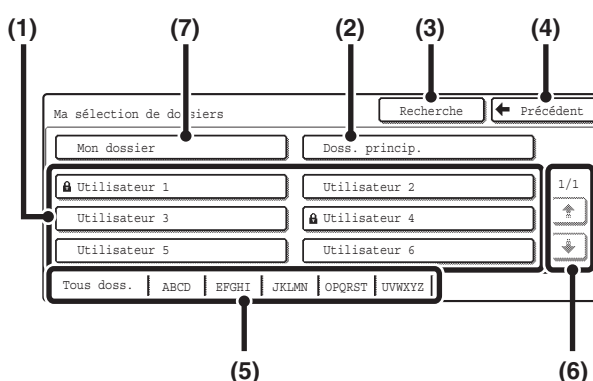 (1) (7) (2) (3) (4)
Ma sélection de dossiers Recherche Précédent
Mon dossier Doss. princip.
Utilisateur 1 Utilisateur 2 1/1
Utilisateur 3 Utilisateur 4
Utilisateur 5 Utilisateur 6
Tous doss. ABCD EFGHI JKLMN OPQRST UVWXYZ
(5) (6)